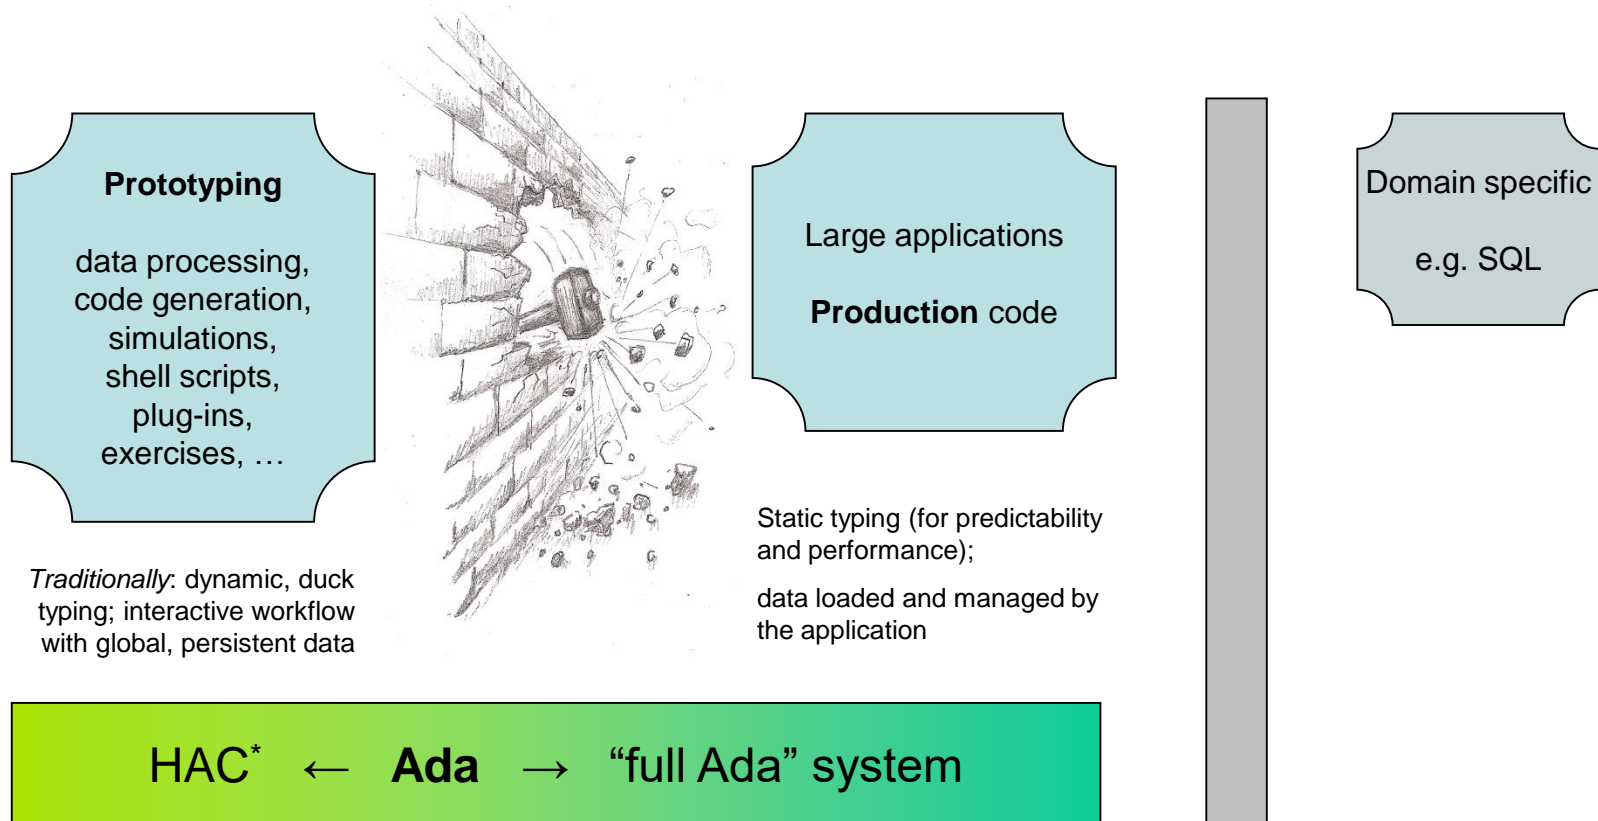 Prototyping
data processing,
code generation,
simulations,
shell scripts,
plug-ins,
exercises, …
Traditionally: dynamic, duck
typing; interactive workflow
with global, persistent data
Large applications
Production code
Static typing (for predictability
and performance);
data loaded and managed by
the application
Domain specific
e.g. SQL
HAC* ← Ada → “full Ada” system